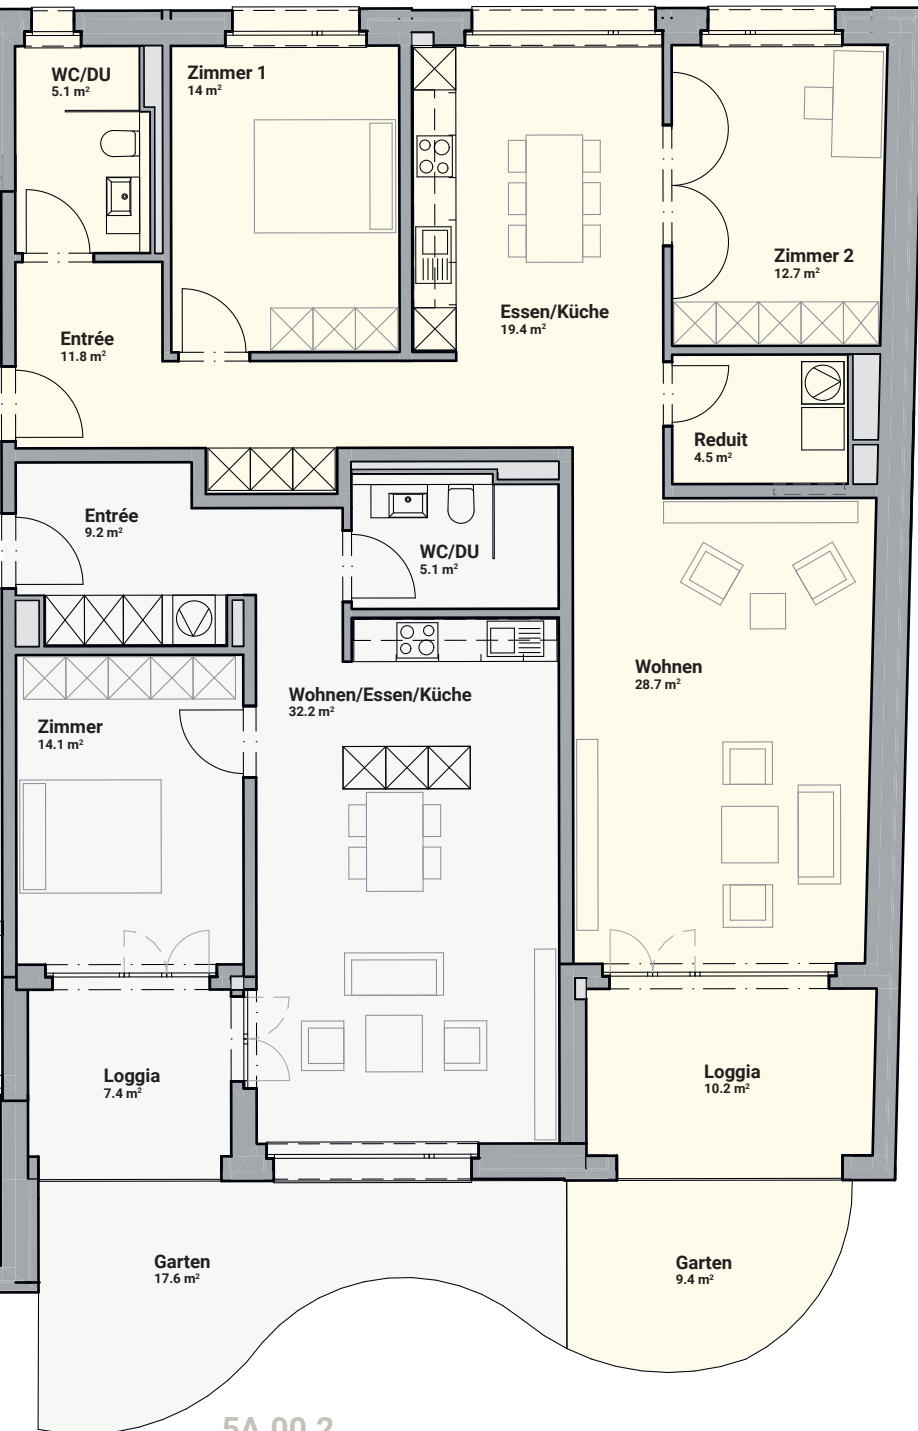 WC/DU
5.1 m²
Zimmer 1
14 m²
Zimmer 2
12.7 m²
Essen/Küche
19.4 m²
Entrée
11.8 m²
Reduit
4.5 m²
Entrée
9.2 m²
WC/DU
5.1 m²
Wohnen
28.7 m²
Wohnen/Essen/Küche
32.2 m²
Zimmer
14.1 m²
Loggia
7.4 m²
Loggia
10.2 m²
Garten
17.6 m²
Garten
9.4 m²
5A.00.2